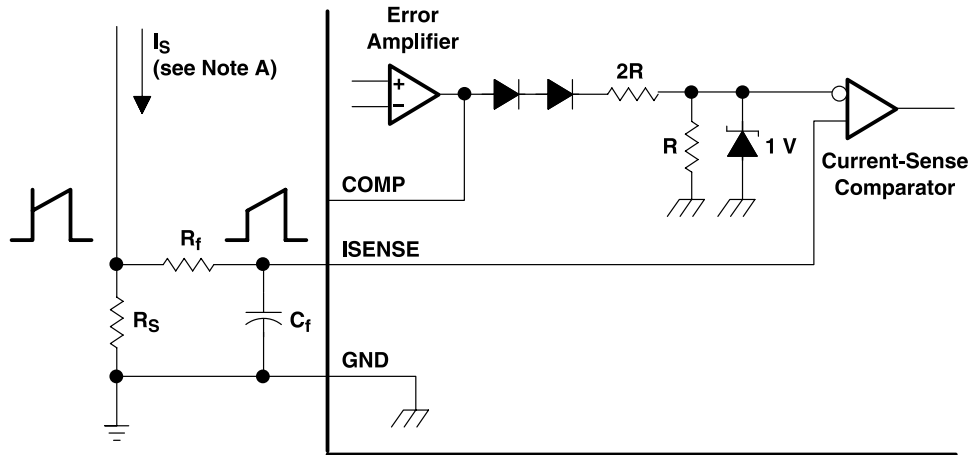 Error
Amplifier
I_S
(see Note A)
+
−
2R
R
1 V
Current-Sense
Comparator
COMP
R_f
ISENSE
R_S
C_f
GND